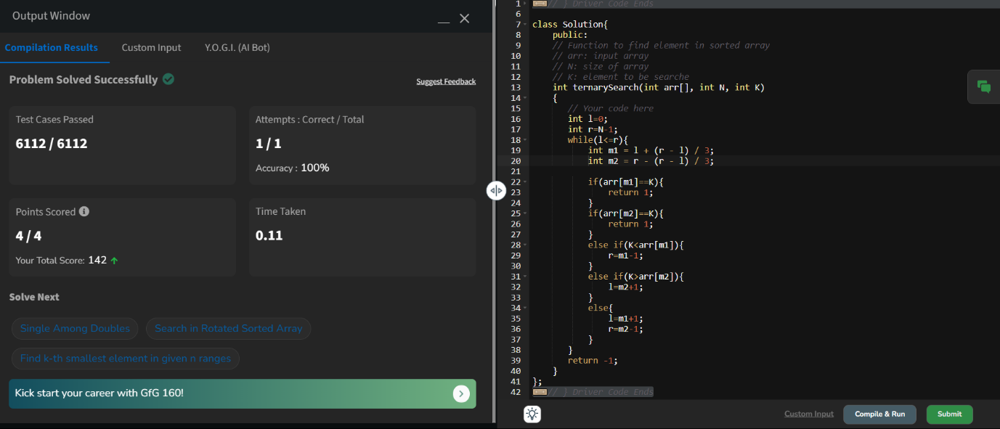 Output Window
Compilation Results
Custom Input
Y.O.G.I. (AI Bot)
Problem Solved Successfully
Suggest Feedback
Test Cases Passed
6112 / 6112
Attempts : Correct / Total
1 / 1
Accuracy : 100%
Points Scored
4 / 4
Your Total Score: 142
Time Taken
0.11
Solve Next
Single Among Doubles
Search in Rotated Sorted Array
Find k-th smallest element in given n ranges
Kick start your career with GfG 160!
1 // } Driver Code Ends
6
7 class Solution{
8 public:
9 // Function to find element in sorted array
10 // arr: input array
11 // N: size of array
12 // K: element to be searche
13 int ternarySearch(int arr[], int N, int K)
14 {
15 // Your code here
16 int l=0;
17 int r=N-1;
18 while(l<=r){
19 int m1 = l + (r - l) / 3;
20 int m2 = r - (r - l) / 3;
21
22 if(arr[m1]==K){
23 return 1;
24 }
25 if(arr[m2]==K){
26 return 1;
27 }
28 else if(K<arr[m1]){
29 r=m1-1;
30 }
31 else if(K>arr[m2]){
32 l=m2+1;
33 }
34 else{
35 l=m1+1;
36 r=m2-1;
37 }
38 }
39 return -1;
40 }
41 };
42 // } Driver Code Ends
Custom Input
Compile & Run
Submit